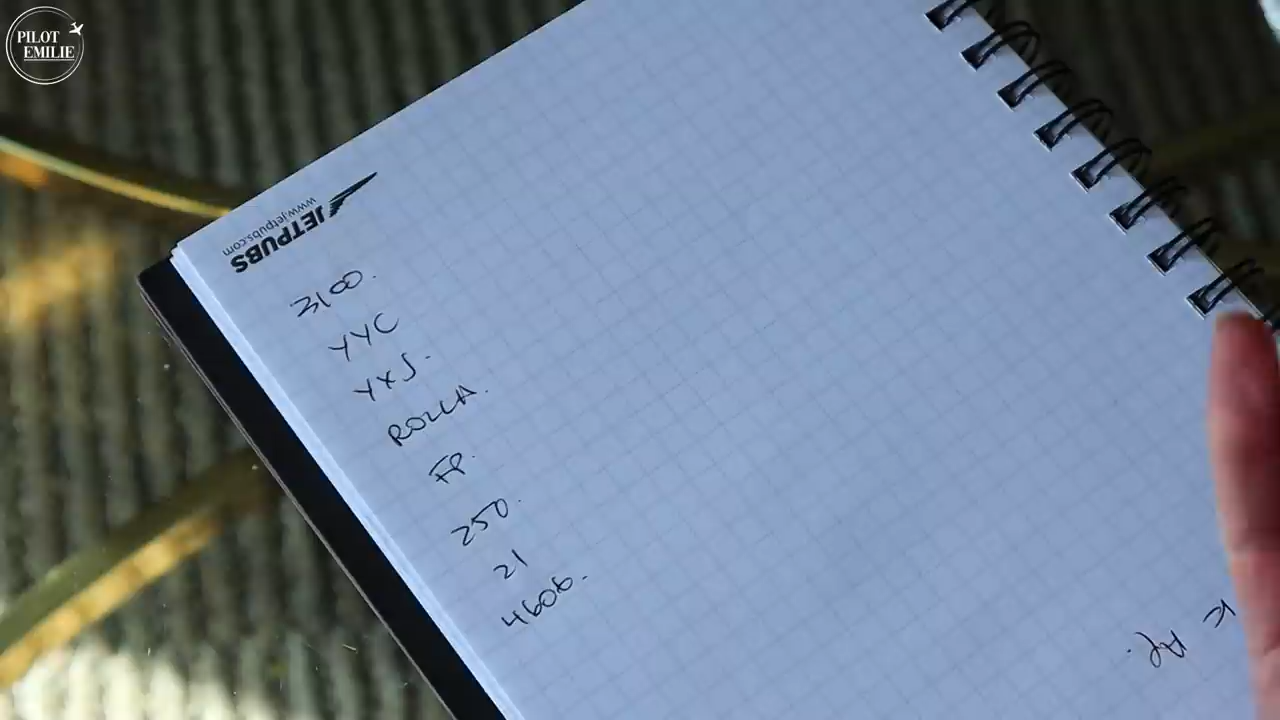 PILOT
EMILIE
JETPUBS
www.jetpubs.com
3100.
YYC
YXJ.
ROLLA.
FP.
250.
21
4606.